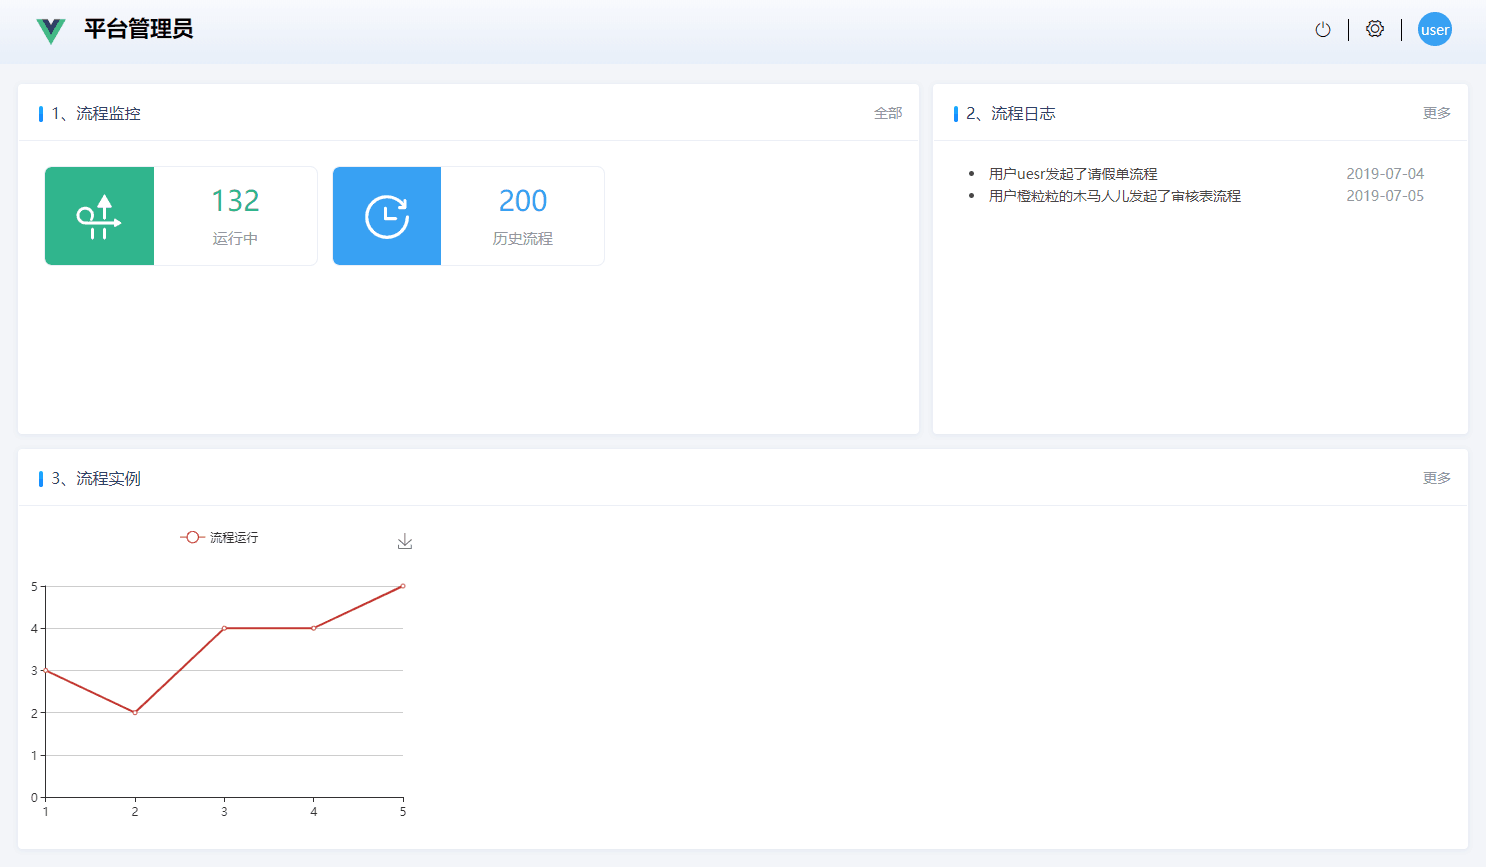 平台管理员
user
1、流程监控
全部
132
运行中
200
历史流程
2、流程日志
更多
用户uesr发起了请假单流程 2019-07-04
用户橙粒粒的木马人儿发起了审核表流程 2019-07-05
3、流程实例
更多
流程运行
5
4
3
2
1
0
1 2 3 4 5